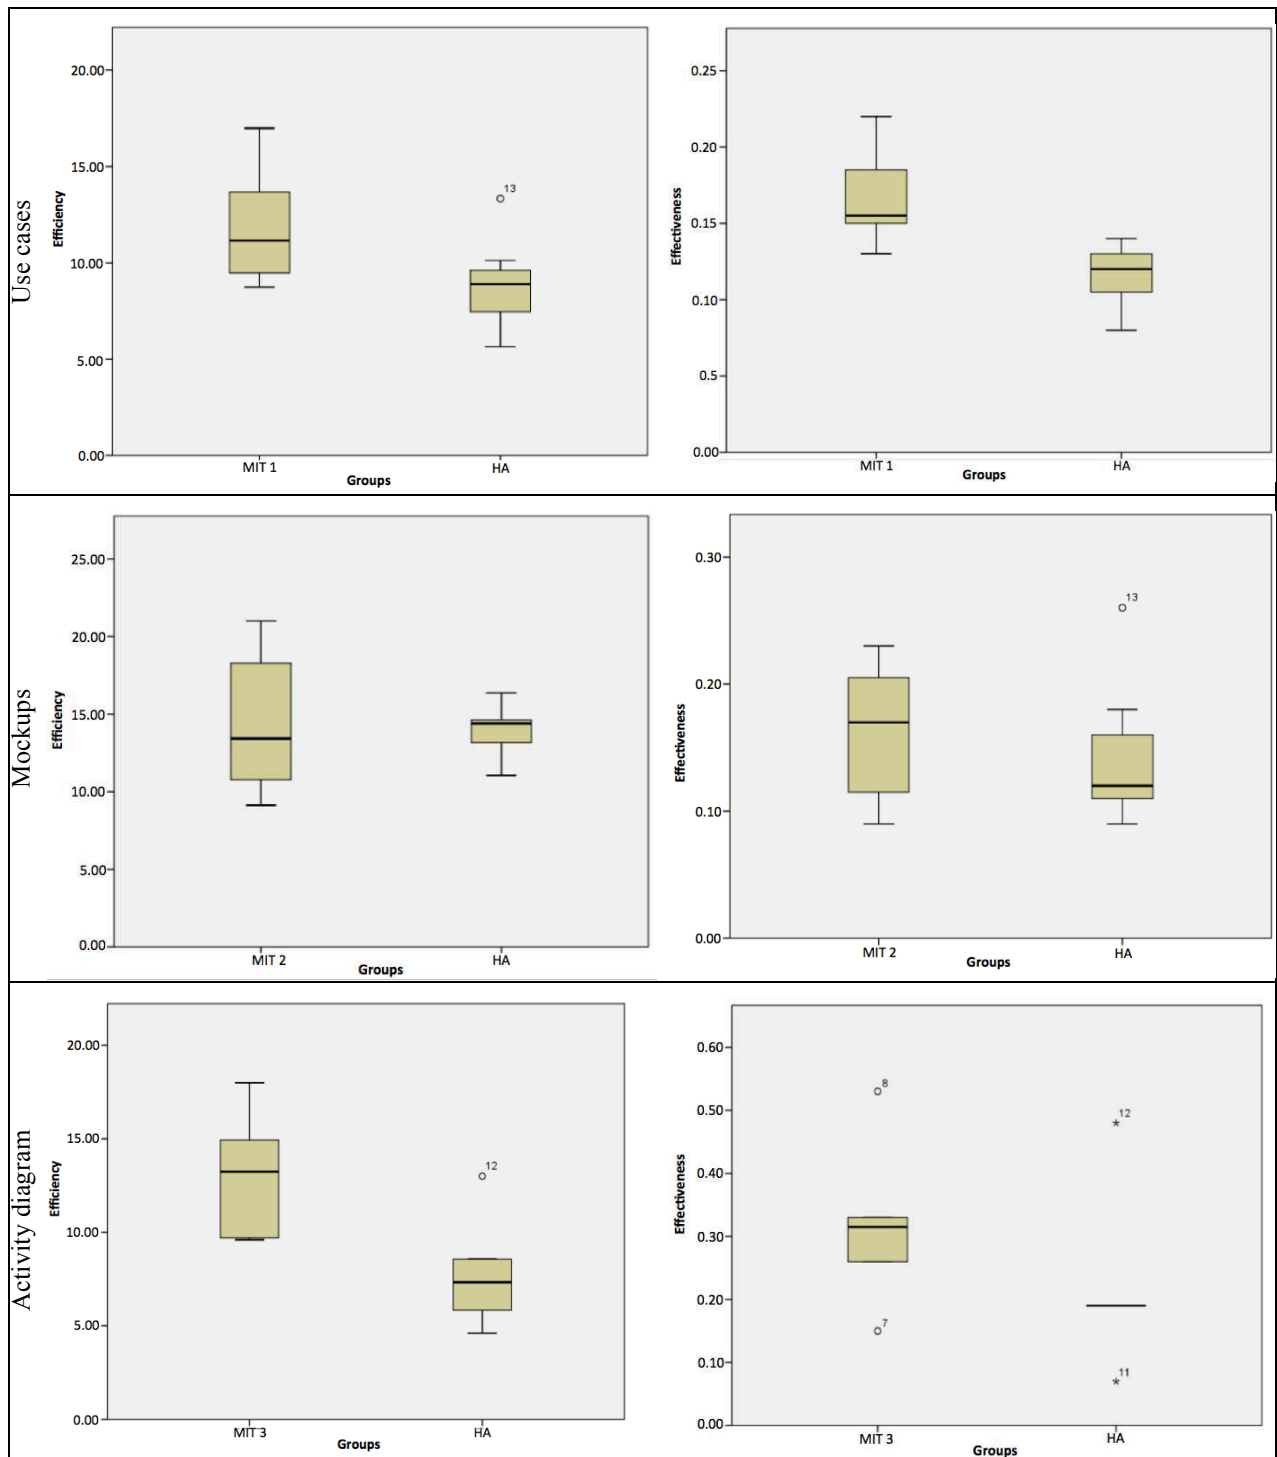 Use cases
Efficiency
20.00
15.00
10.00
5.00
0.00
13
MIT 1
HA
Groups
Effectiveness
0.25
0.20
0.15
0.10
0.5
0.00
MIT 1
HA
Groups
Mockups
Efficiency
25.00
20.00
15.00
10.00
5.00
0.00
MIT 2
HA
Groups
Effectiveness
0.30
0.20
0.10
0.00
13
MIT 2
HA
Groups
Activity diagram
Efficiency
20.00
15.00
10.00
5.00
0.00
12
MIT 3
HA
Groups
Effectiveness
0.60
0.50
0.40
0.30
0.20
0.10
0.00
8
7
12
11
MIT 3
HA
Groups